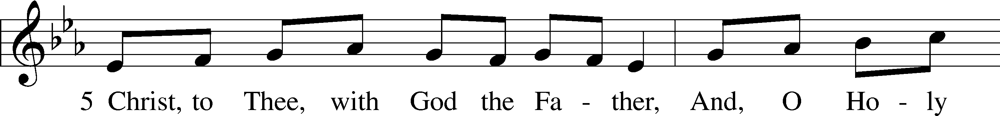 5 Christ, to Thee, with God the Fa - ther, And, O Ho - ly